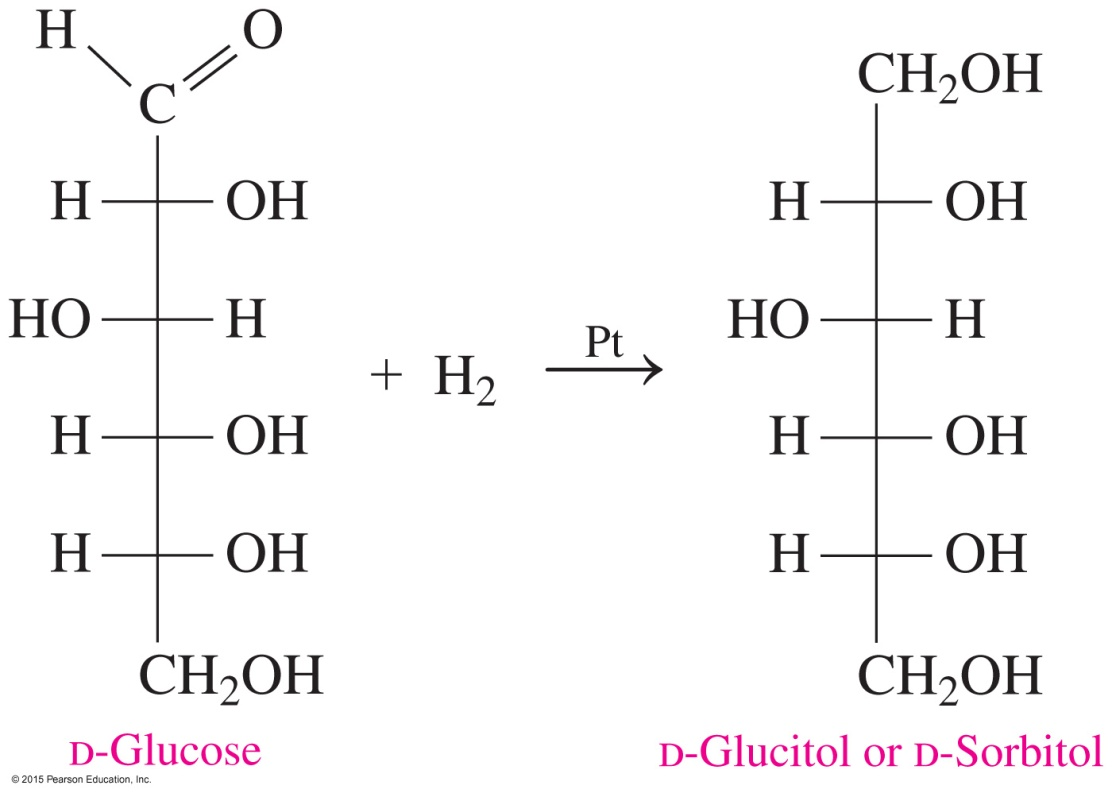 H O
C
H OH
HO H
H OH
H OH
CH₂OH
D-Glucose
+ H₂
Pt
CH₂OH
H OH
HO H
H OH
H OH
CH₂OH
D-Glucitol or D-Sorbitol
© 2015 Pearson Education, Inc.